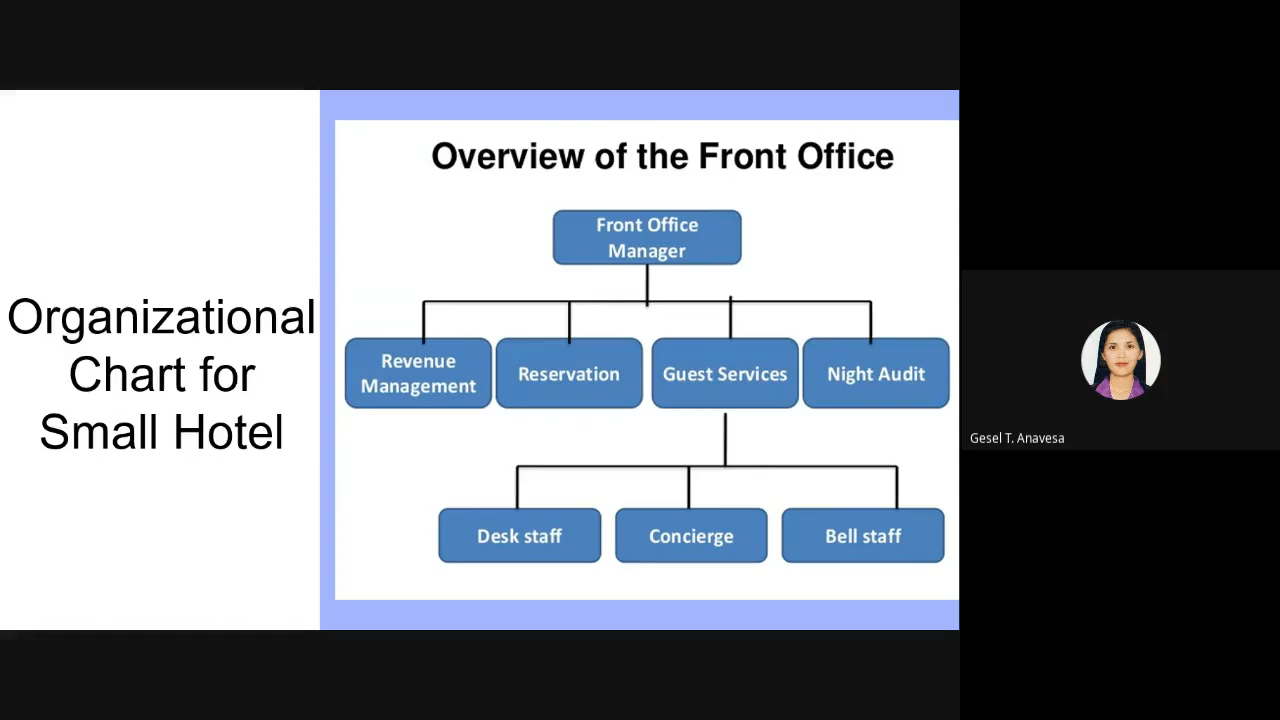 Organizational
Chart for
Small Hotel
Overview of the Front Office
Front Office
Manager
Revenue
Management
Reservation
Guest Services
Night Audit
Desk staff
Concierge
Bell staff
Gesel T. Anavesa